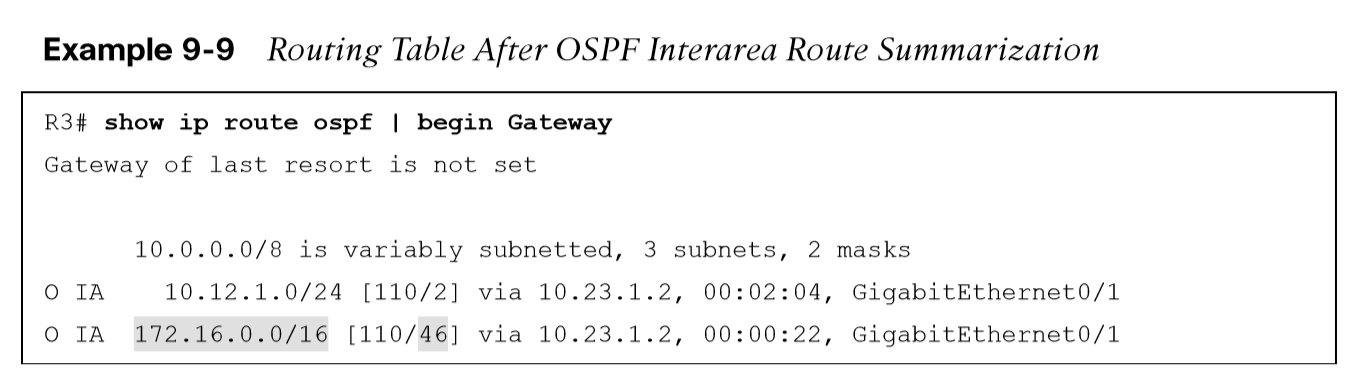 Example 9-9 Routing Table After OSPF Interarea Route Summarization
R3# show ip route ospf | begin Gateway
Gateway of last resort is not set
10.0.0.0/8 is variably subnetted, 3 subnets, 2 masks
O IA 10.12.1.0/24 [110/2] via 10.23.1.2, 00:02:04, GigabitEthernet0/1
O IA 172.16.0.0/16 [110/46] via 10.23.1.2, 00:00:22, GigabitEthernet0/1